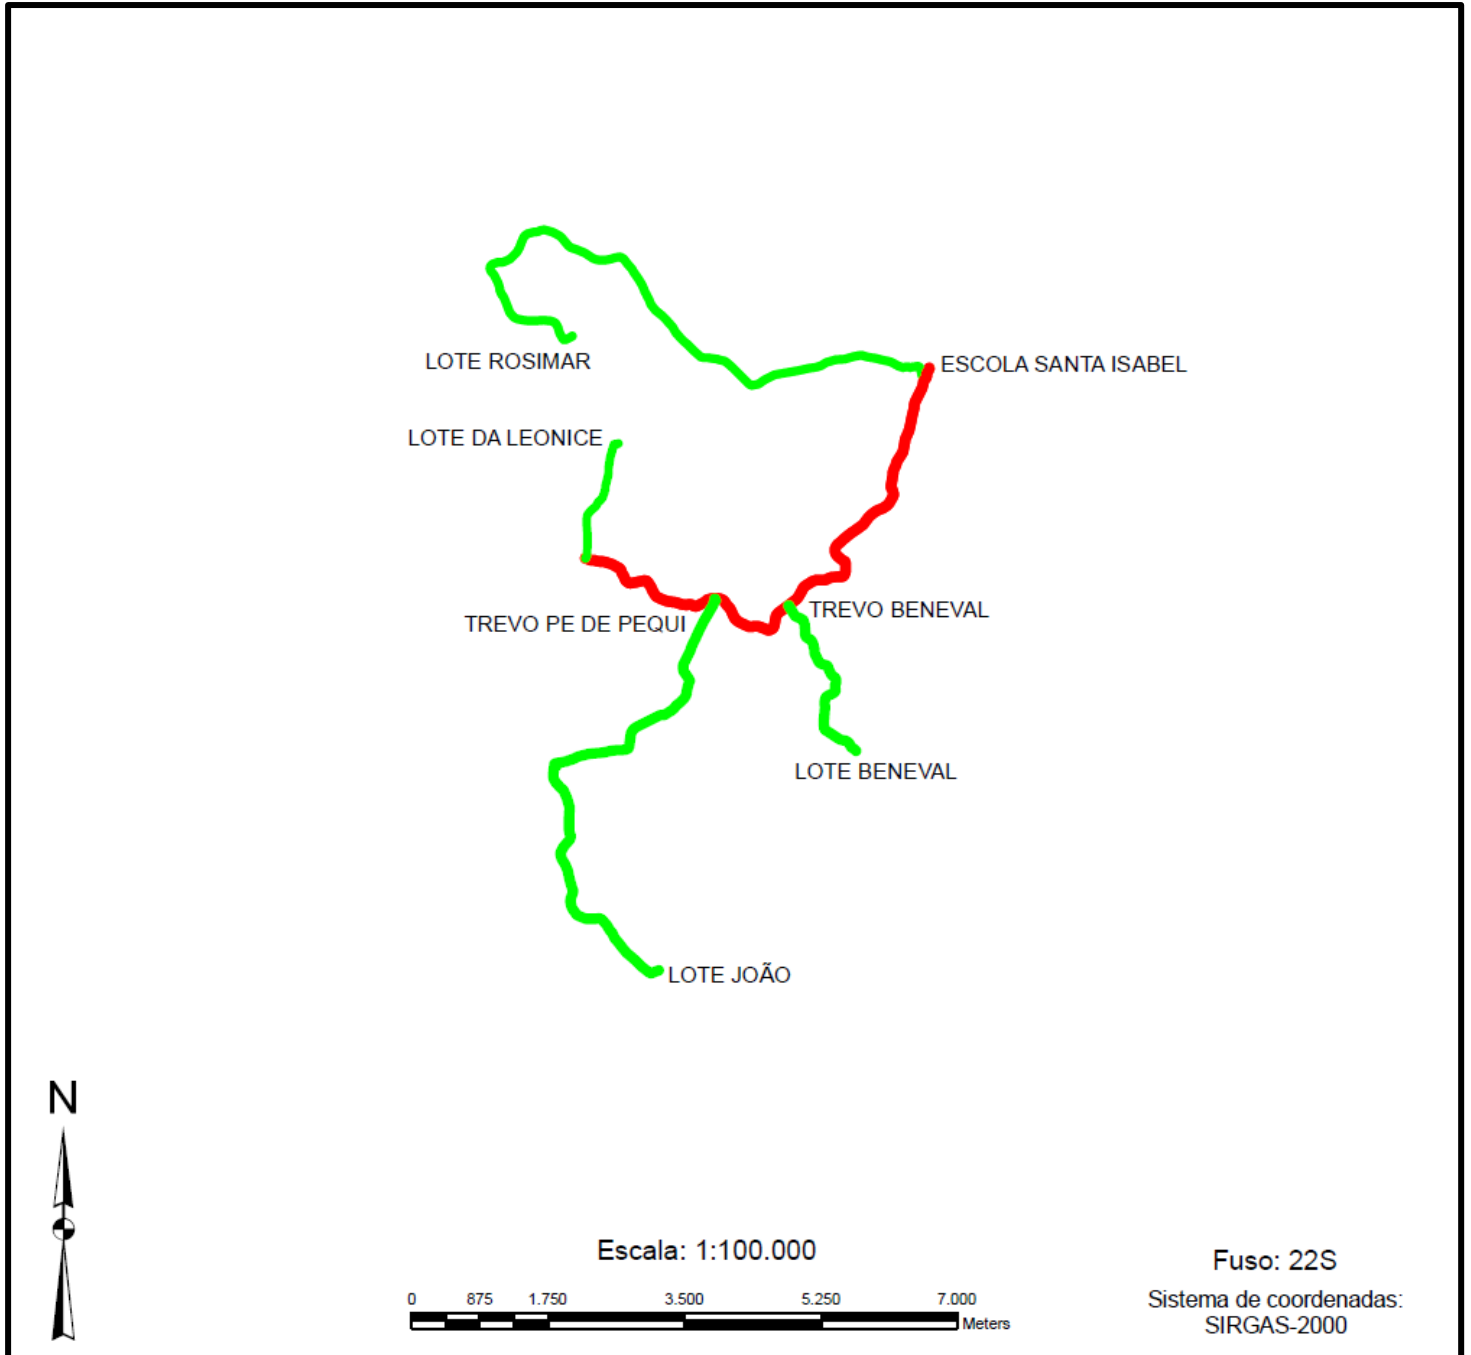 LOTE ROSIMAR
ESCOLA SANTA ISABEL
LOTE DA LEONICE
TREVO PE DE PEQUI
TREVO BENEVAL
LOTE BENEVAL
LOTE JOÃO
N
Escala: 1:100.000
0 875 1.750 3.500 5.250 7.000
Meters
Fuso: 22S
Sistema de coordenadas:
SIRGAS-2000